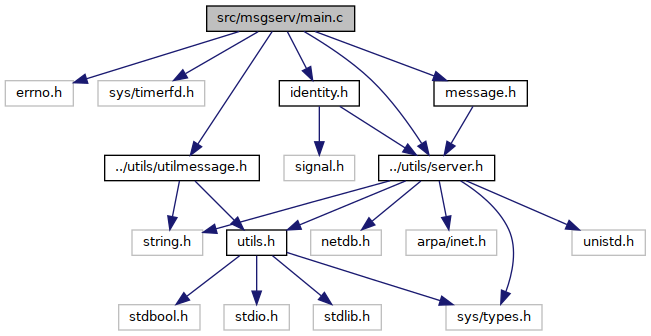 src/msgserv/main.c
errno.h
sys/timerfd.h
identity.h
message.h
../utils/utilmessage.h
signal.h
../utils/server.h
string.h
utils.h
netdb.h
arpa/inet.h
unistd.h
stdbool.h
stdio.h
stdlib.h
sys/types.h